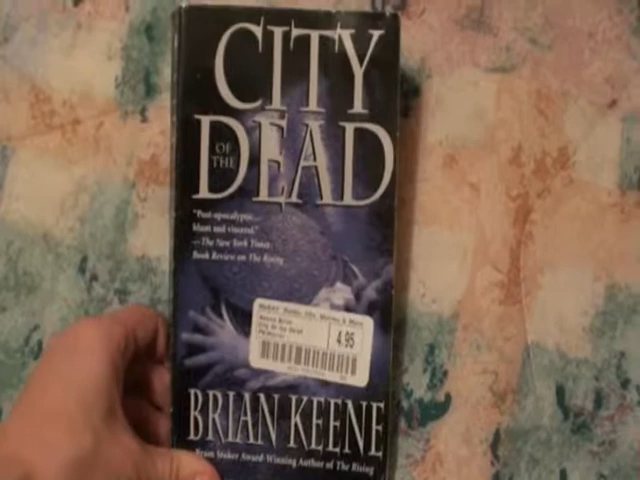 CITY
OF THE
DEAD
"Post-apocalyptic...
blunt and visceral."
—The New York Times
Book Review on The Rising
4.95
BRIAN KEENE
Bram Stoker Award-Winning Author of The Rising